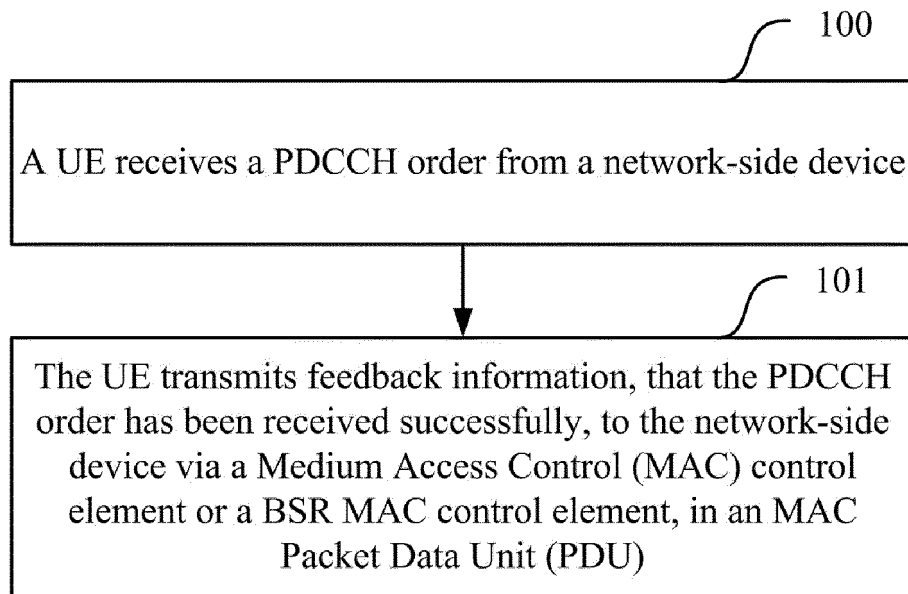 100
A UE receives a PDCCH order from a network-side device
101
The UE transmits feedback information, that the PDCCH
order has been received successfully, to the network-side
device via a Medium Access Control (MAC) control
element or a BSR MAC control element, in an MAC
Packet Data Unit (PDU)